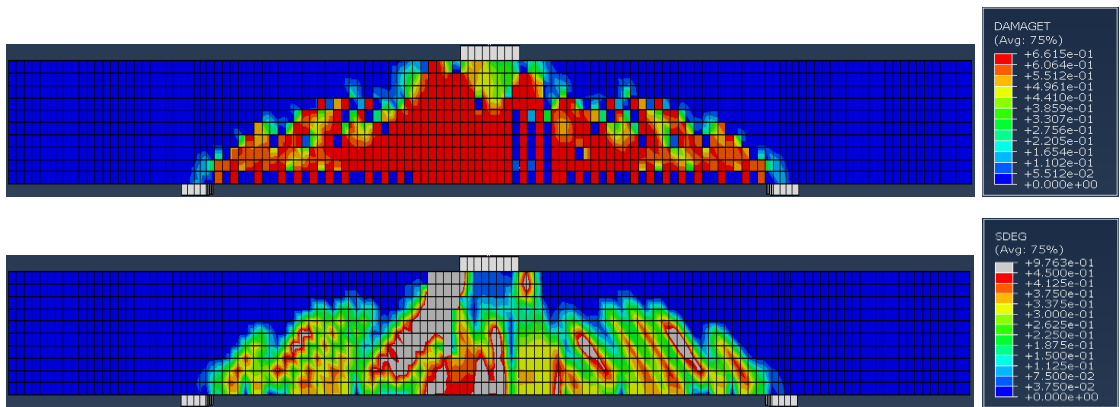 DAMAGET
(Avg: 75%)
+6.615e-01
+6.064e-01
+5.512e-01
+4.961e-01
+4.410e-01
+3.859e-01
+3.307e-01
+2.756e-01
+2.205e-01
+1.654e-01
+1.102e-01
+5.512e-02
+0.000e+00
SDEG
(Avg: 75%)
+9.763e-01
+4.500e-01
+4.125e-01
+3.750e-01
+3.375e-01
+3.000e-01
+2.625e-01
+2.250e-01
+1.875e-01
+1.500e-01
+1.125e-01
+7.500e-02
+3.750e-02
+0.000e+00